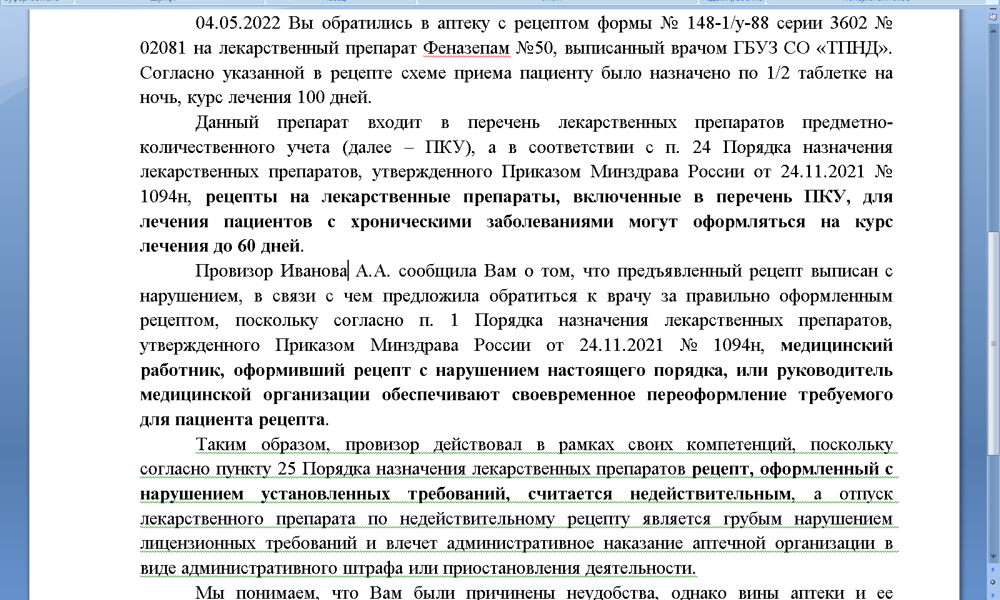 04.05.2022 Вы обратились в аптеку с рецептом формы № 148-1/у-88 серии 3602 №
02081 на лекарственный препарат Феназепам №50, выписанный врачом ГБУЗ СО «ТПНД».
Согласно указанной в рецепте схеме приема пациенту было назначено по 1/2 таблетке на
ночь, курс лечения 100 дней.
Данный препарат входит в перечень лекарственных препаратов предметно-
количественного учета (далее – ПКУ), а в соответствии с п. 24 Порядка назначения
лекарственных препаратов, утвержденного Приказом Минздрава России от 24.11.2021 №
1094н, рецепты на лекарственные препараты, включенные в перечень ПКУ, для
лечения пациентов с хроническими заболеваниями могут оформляться на курс
лечения до 60 дней.
Провизор Иванова А.А. сообщила Вам о том, что предъявленный рецепт выписан с
нарушением, в связи с чем предложила обратиться к врачу за правильно оформленным
рецептом, поскольку согласно п. 1 Порядка назначения лекарственных препаратов,
утвержденного Приказом Минздрава России от 24.11.2021 № 1094н, медицинский
работник, оформивший рецепт с нарушением настоящего порядка, или руководитель
медицинской организации обеспечивают своевременное переоформление требуемого
для пациента рецепта.
Таким образом, провизор действовал в рамках своих компетенций, поскольку
согласно пункту 25 Порядка назначения лекарственных препаратов рецепт, оформленный с
нарушением установленных требований, считается недействительным, а отпуск
лекарственного препарата по недействительному рецепту является грубым нарушением
лицензионных требований и влечет административное наказание аптечной организации в
виде административного штрафа или приостановления деятельности.
Мы понимаем, что Вам были причинены неудобства, однако вины аптеки и ее